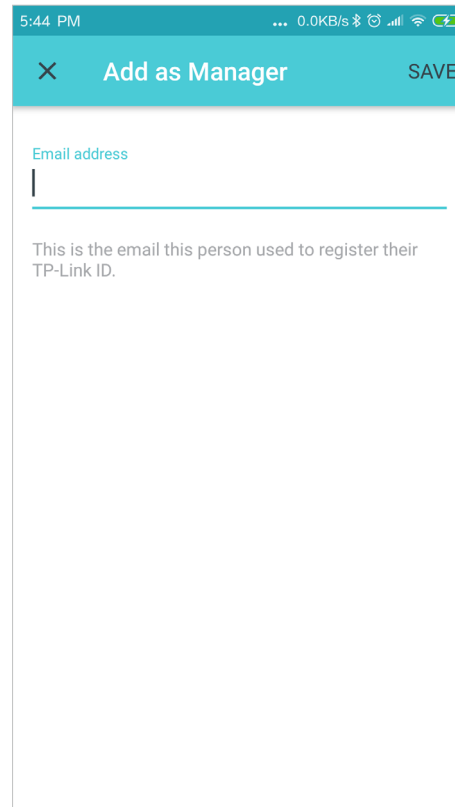 5:44 PM ... 0.0KB/s
Add as Manager SAVE
Email address
This is the email this person used to register their
TP-Link ID.